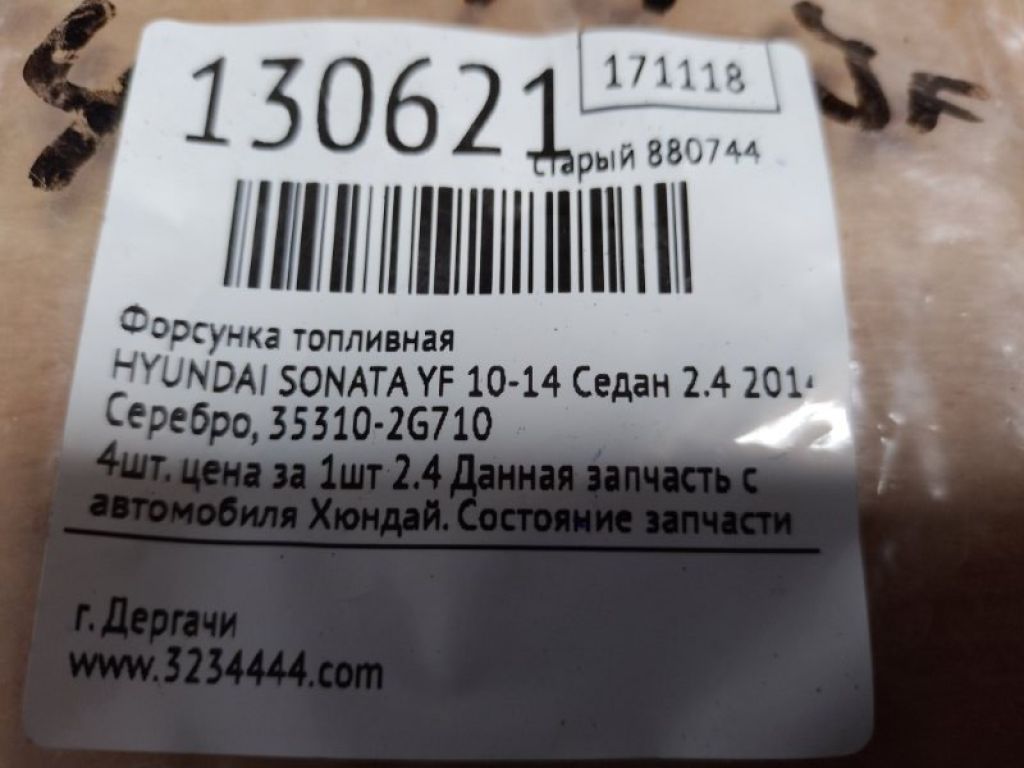 130621
171118
старый 880744
Форсунка топливная
HYUNDAI SONATA YF 10-14 Седан 2.4
Серебро, 35310-2G710
4шт. цена за 1шт 2.4 Данная запчасть с
автомобиля Хюндай. Состояние запчасти
г. Дергачи
www.3234444.com